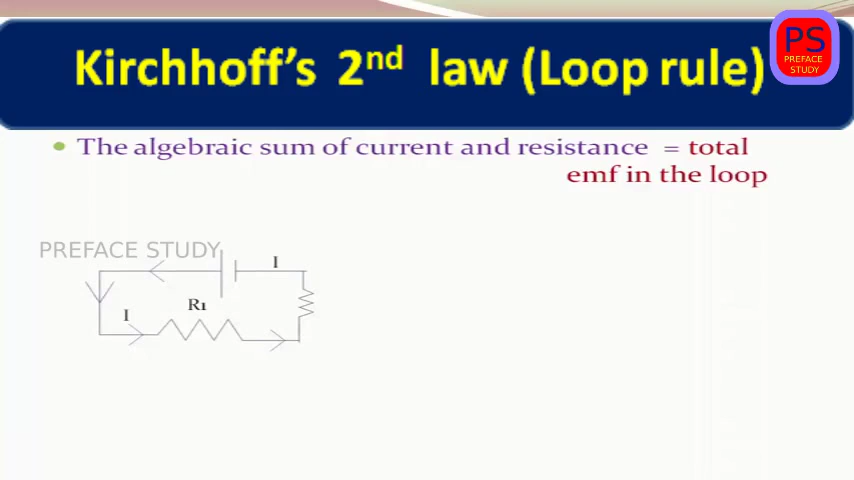 Kirchhoff’s 2nd law (Loop rule)
PS
PREFACE
STUDY
The algebraic sum of current and resistance = total
emf in the loop
PREFACE STUDY
I
R1
I